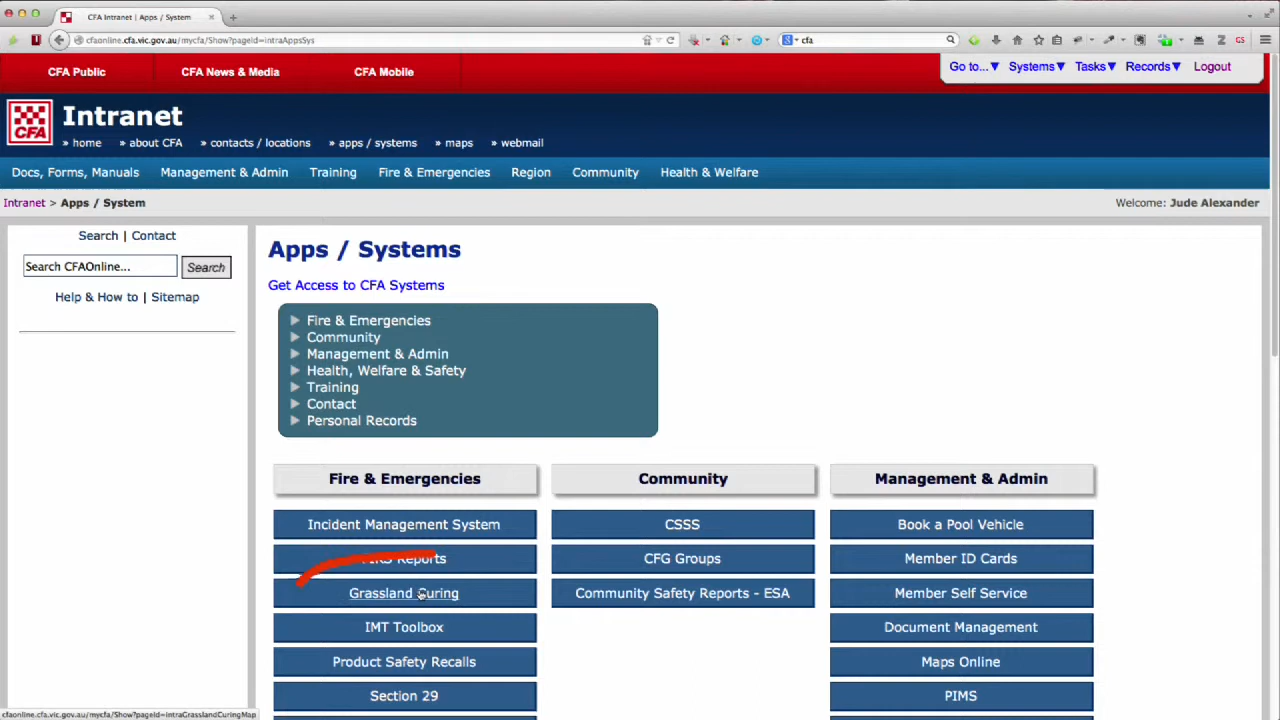 CFA Intranet | Apps / System
cfaonline.cfa.vic.gov.au/mycfa/Show?pageId=intraAppsSys
cfa
CFA Public CFA News & Media CFA Mobile
Go to...▼ Systems▼ Tasks▼ Records▼ Logout
CFA
Intranet
» home » about CFA » contacts / locations » apps / systems » maps » webmail
Docs, Forms, Manuals Management & Admin Training Fire & Emergencies Region Community Health & Welfare
Intranet > Apps / System
Welcome: Jude Alexander
Search | Contact
Search CFAOnline... Search
Help & How to | Sitemap
Apps / Systems
Get Access to CFA Systems
Fire & Emergencies
Community
Management & Admin
Health, Welfare & Safety
Training
Contact
Personal Records
Fire & Emergencies
Incident Management System
Reports
Grassland Curing
IMT Toolbox
Product Safety Recalls
Section 29
Community
CSSS
CFG Groups
Community Safety Reports - ESA
Management & Admin
Book a Pool Vehicle
Member ID Cards
Member Self Service
Document Management
Maps Online
PIMS
cfaonline.cfa.vic.gov.au/mycfa/Show?pageId=intraGrasslandCuringMap